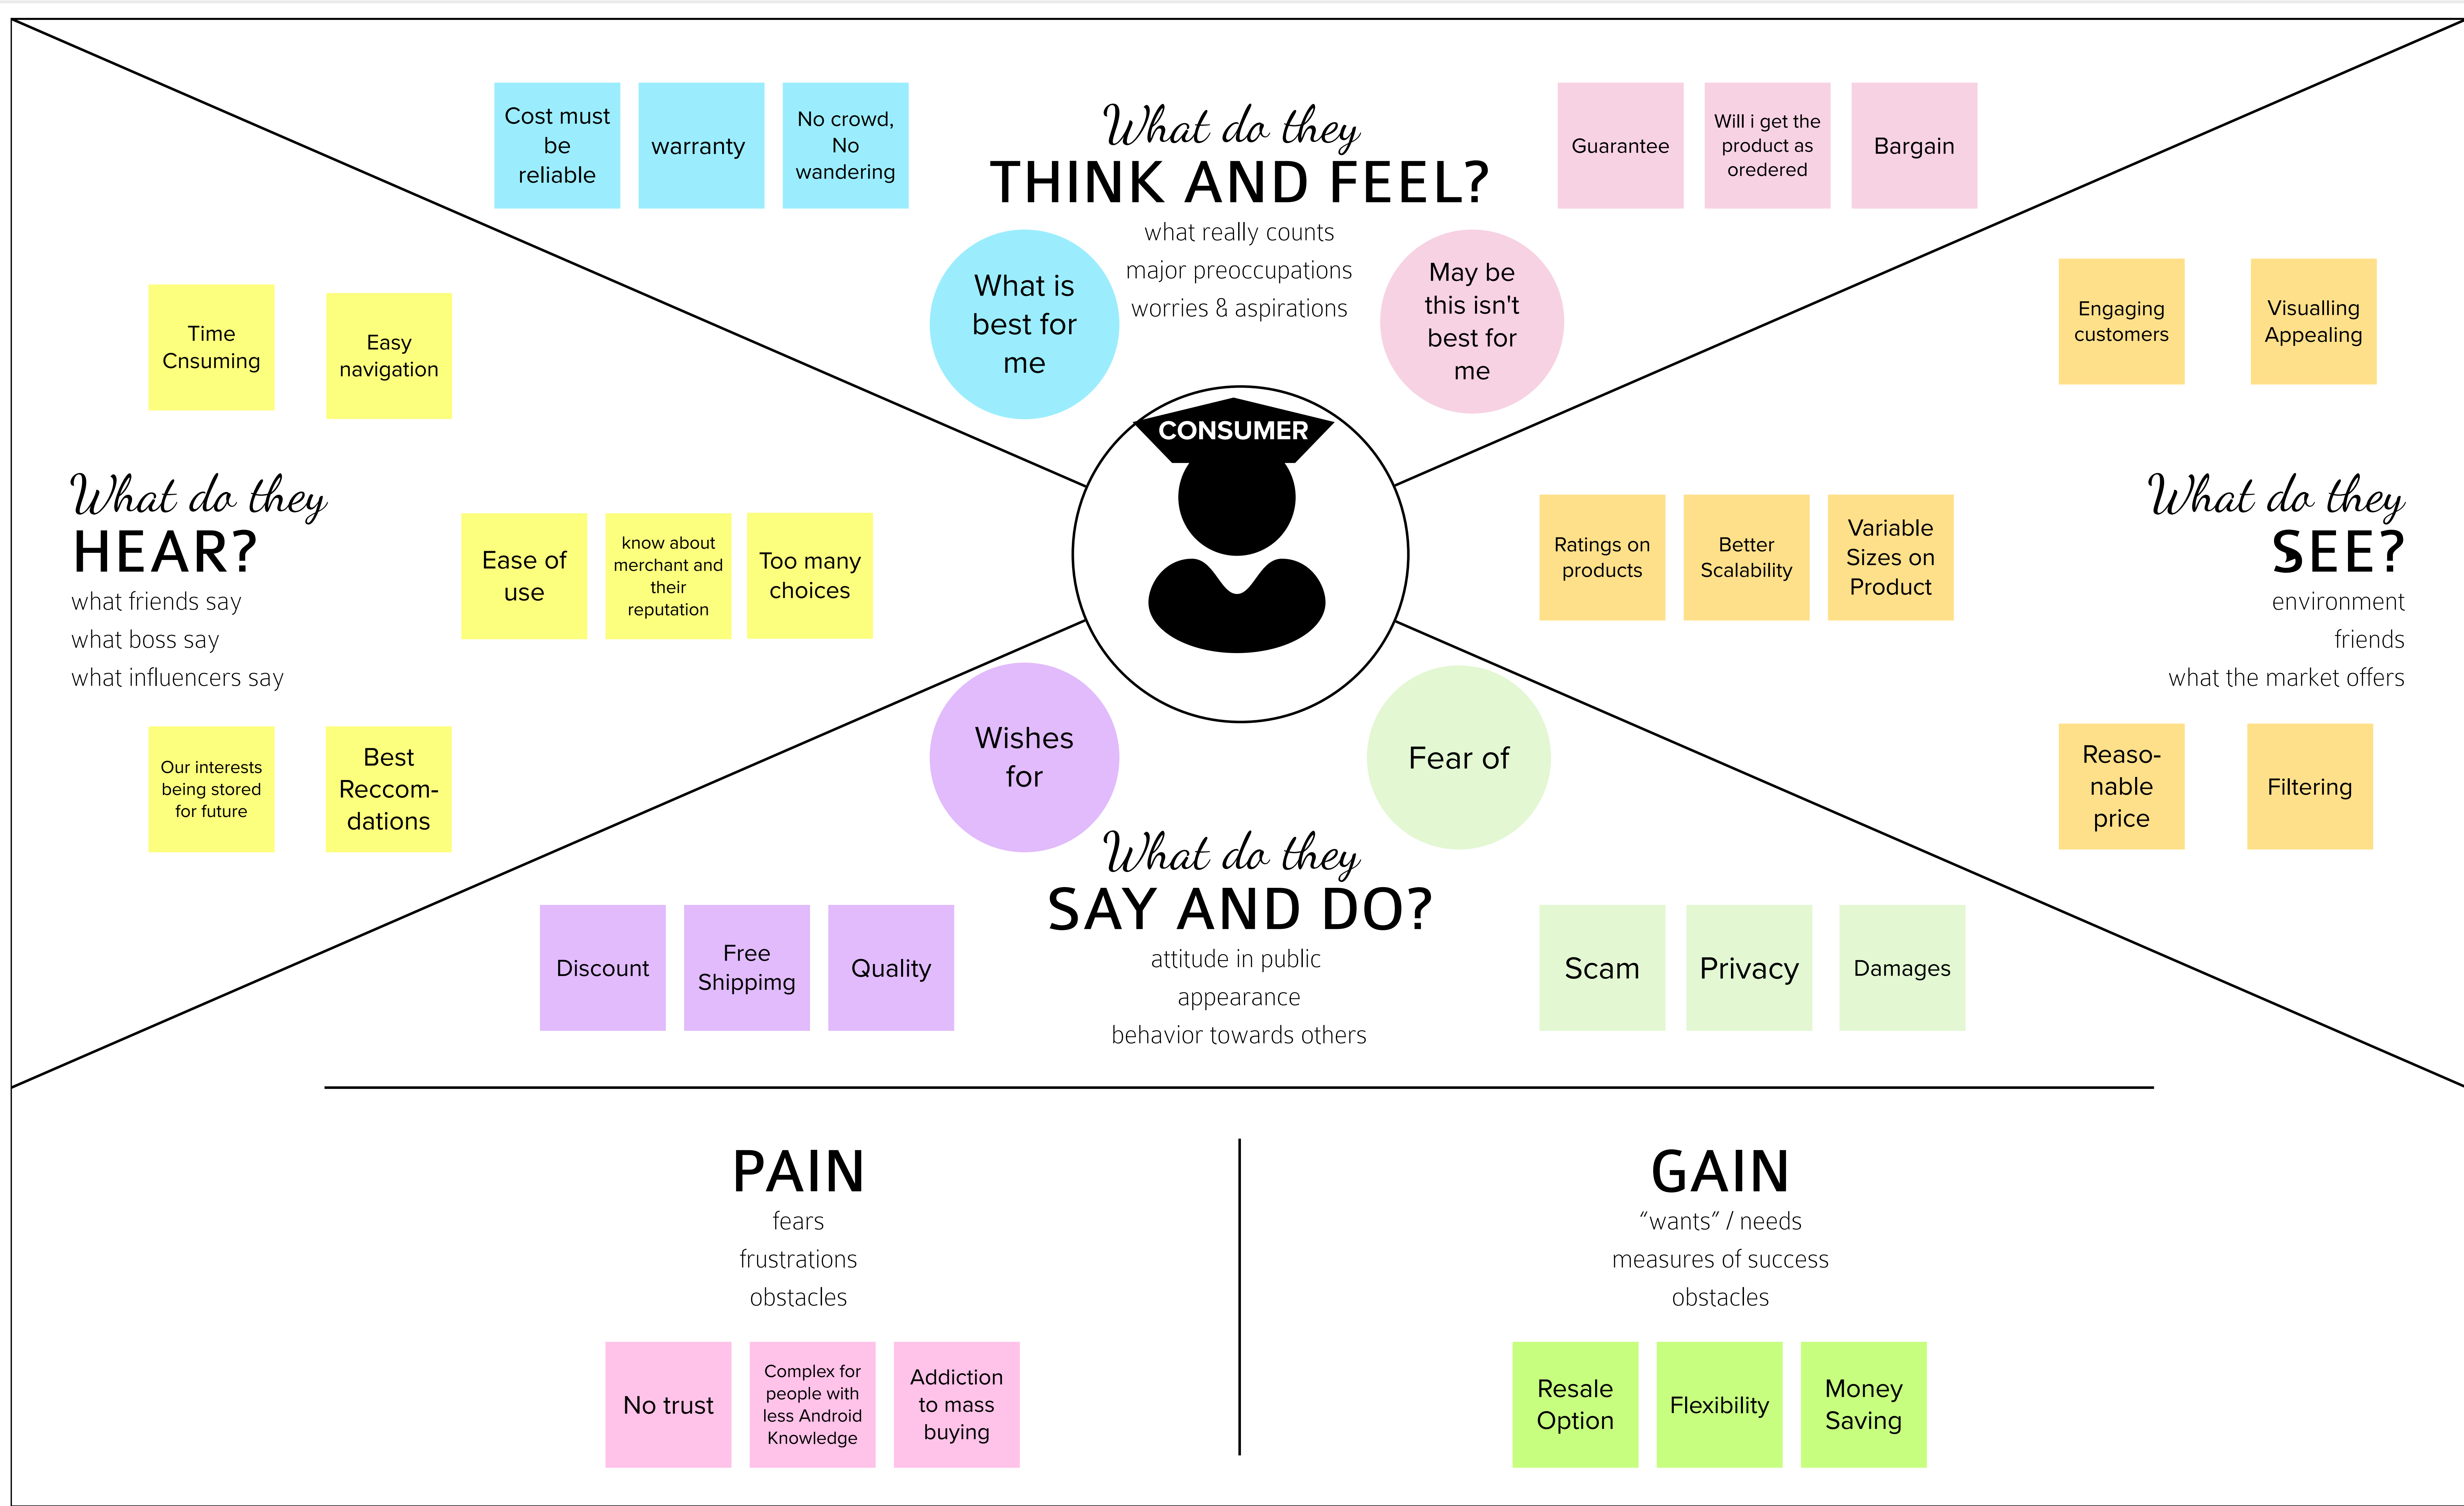 Cost must
be
reliable
warranty
No crowd,
No
wandering
What do they
THINK AND FEEL?
what really counts
major preoccupations
worries & aspirations
What is
best for
me
May be
this isn't
best for
me
Guarantee
Will i get the
product as
oredered
Bargain
Time
Cnsuming
Easy
navigation
What do they
HEAR?
what friends say
what boss say
what influencers say
Ease of
use
know about
merchant and
their
reputation
Too many
choices
Our interests
being stored
for future
Best
Reccom-
dations
CONSUMER
Engaging
customers
Visualling
Appealing
Ratings on
products
Better
Scalability
Variable
Sizes on
Product
What do they
SEE?
environment
friends
what the market offers
Reaso-
nable
price
Filtering
Wishes
for
Fear of
What do they
SAY AND DO?
attitude in public
appearance
behavior towards others
Discount
Free
Shippimg
Quality
Scam
Privacy
Damages
PAIN
fears
frustrations
obstacles
No trust
Complex for
people with
less Android
Knowledge
Addiction
to mass
buying
GAIN
“wants” / needs
measures of success
obstacles
Resale
Option
Flexibility
Money
Saving